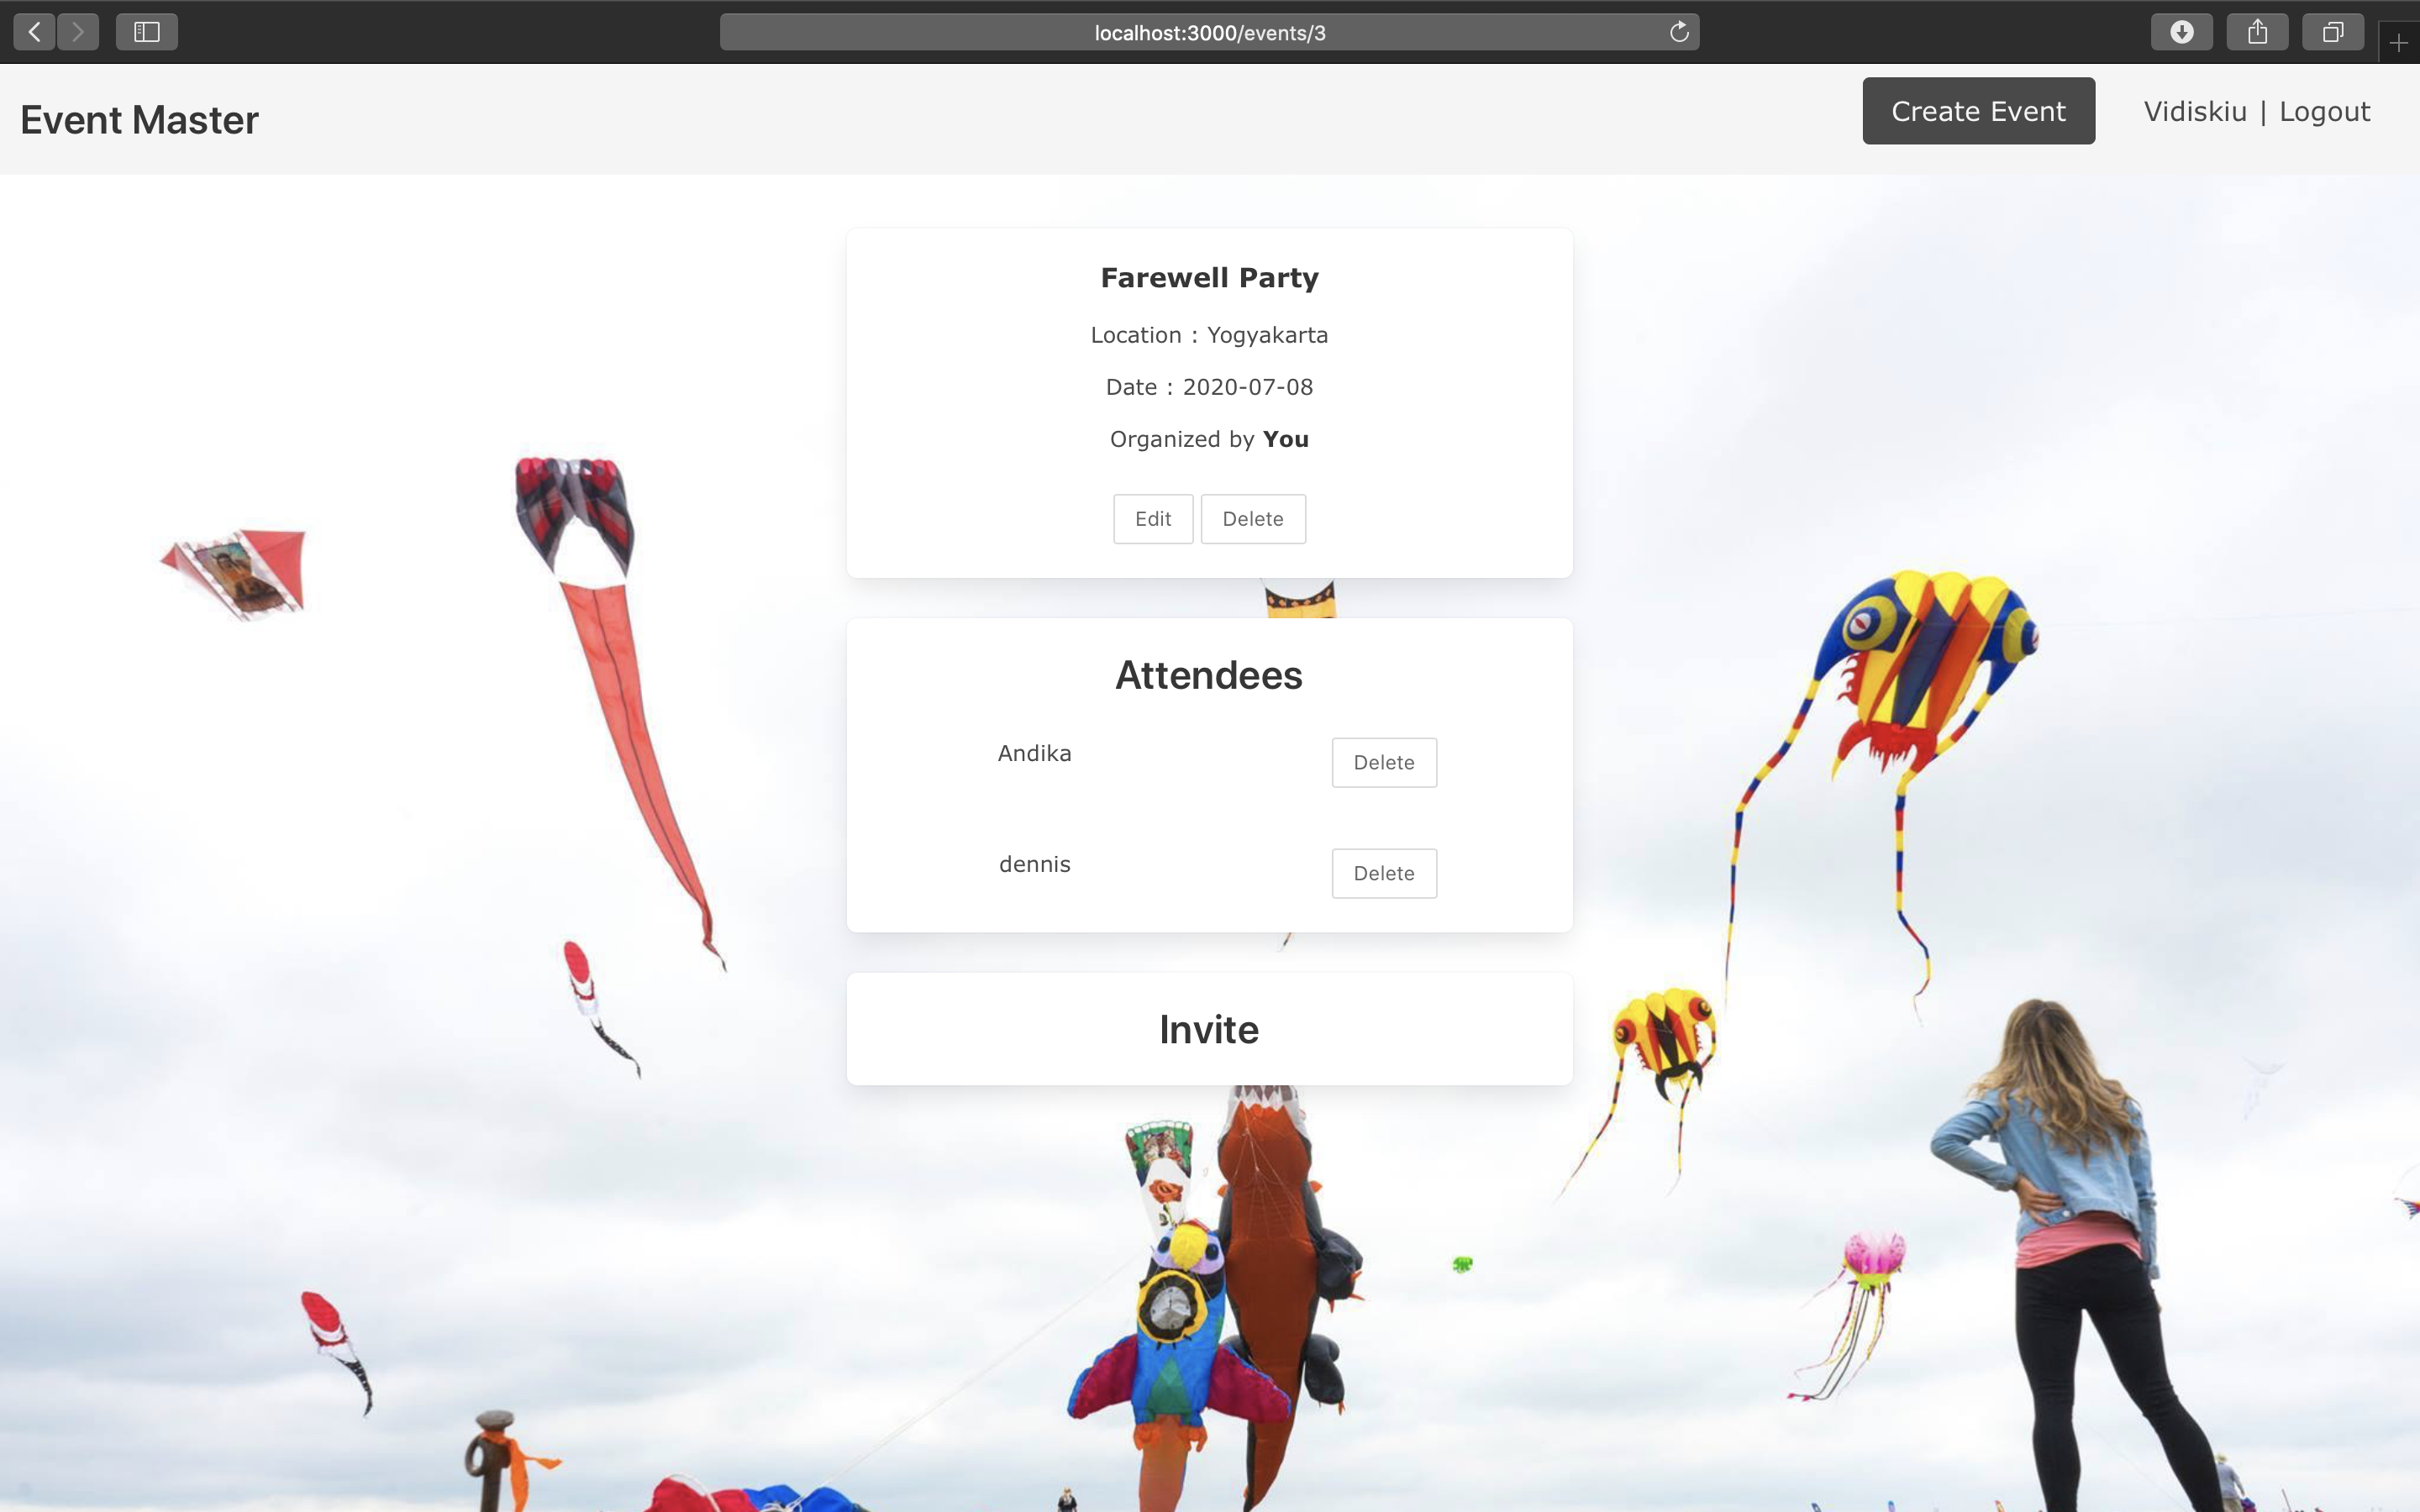 localhost:3000/events/3
Event Master
Create Event
Vidiskiu | Logout
Farewell Party
Location : Yogyakarta
Date : 2020-07-08
Organized by You
Edit Delete
Attendees
Andika Delete
dennis Delete
Invite